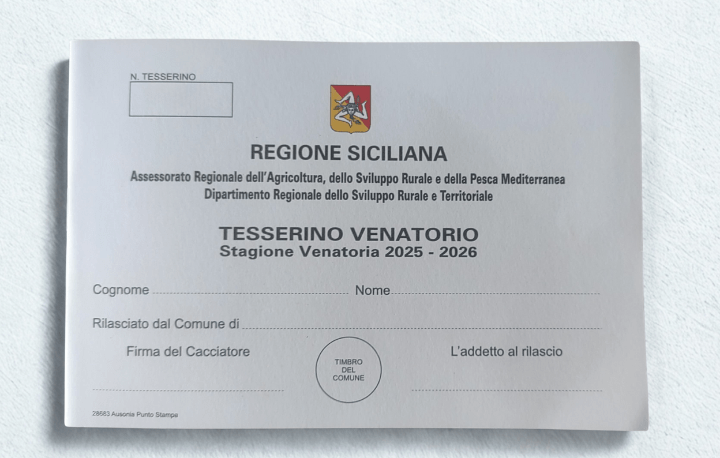 N. TESSERINO
REGIONE SICILIANA
Assessorato Regionale dell'Agricoltura, dello Sviluppo Rurale e della Pesca Mediterranea
Dipartimento Regionale dello Sviluppo Rurale e Territoriale
TESSERINO VENATORIO
Stagione Venatoria 2025 - 2026
Cognome Nome
Rilasciato dal Comune di
Firma del Cacciatore L'addetto al rilascio
TIMBRO
DEL
COMUNE
28663 Ausonia Punto Stampa